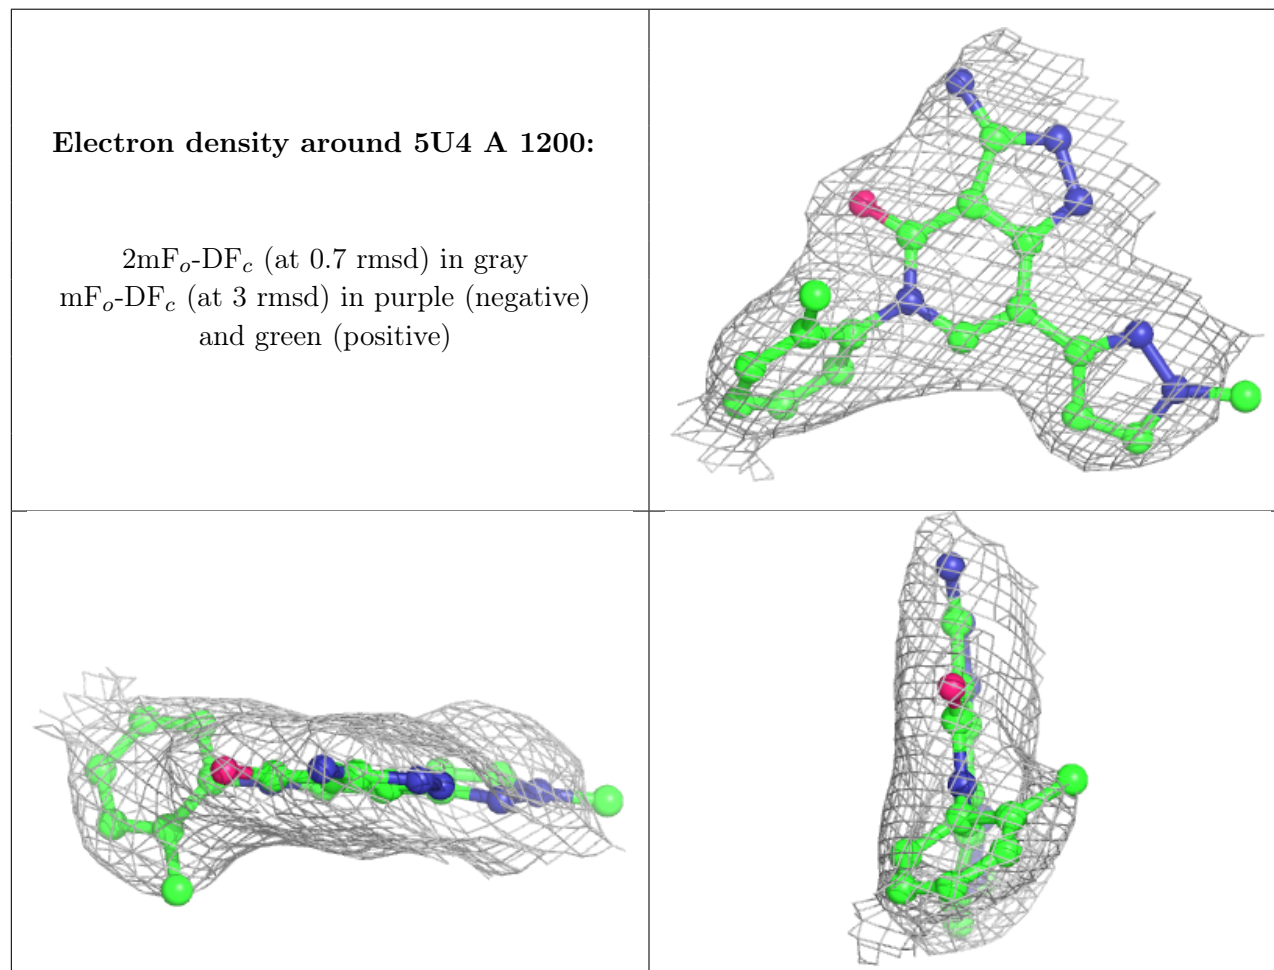 Electron density around 5U4 A 1200:
2mFₒ-DF𝒸 (at 0.7 rmsd) in gray
mFₒ-DF𝒸 (at 3 rmsd) in purple (negative)
and green (positive)